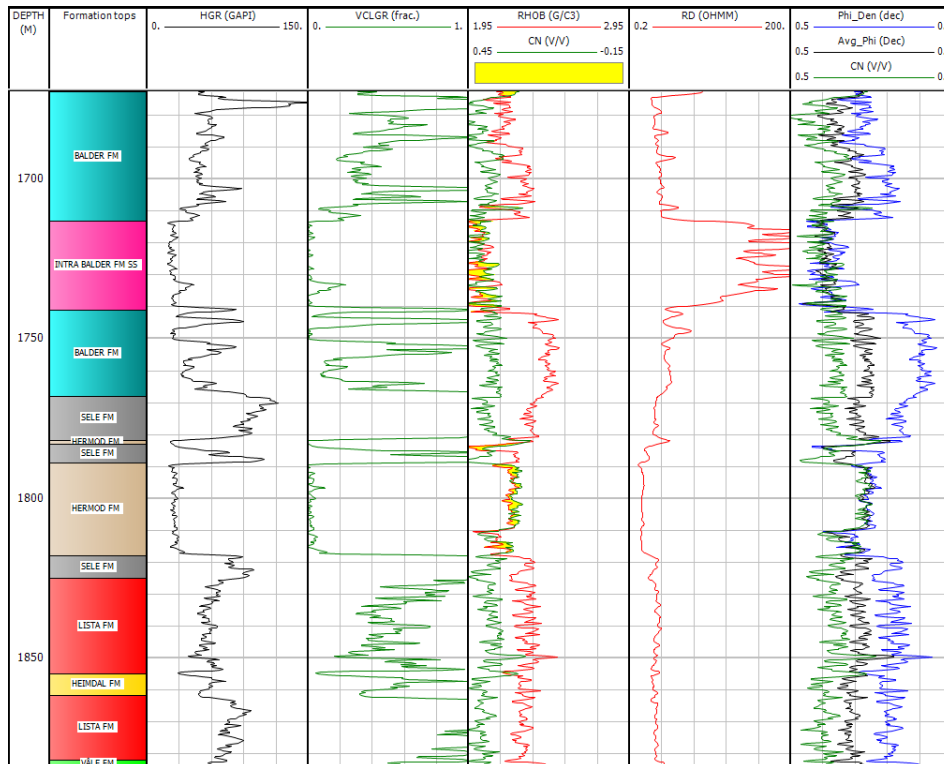 DEPTH (M)
Formation tops
HGR (GAPI)
0. 150.
VCLGR (frac.)
0. 1.
RHOB (G/C3)
1.95 2.95
CN (V/V)
0.45 -0.15
RD (OHMM)
0.2 200.
Phi_Den (dec)
0.5 0.
Avg_Phi (Dec)
0.5 0.
CN (V/V)
0.5 0.
BALDER FM
1700
INTRA BALDER FM SS
1750
BALDER FM
SELE FM
HERMOD FM
SELE FM
1800
HERMOD FM
SELE FM
LISTA FM
1850
HEIMDAL FM
LISTA FM
VÅLE FM